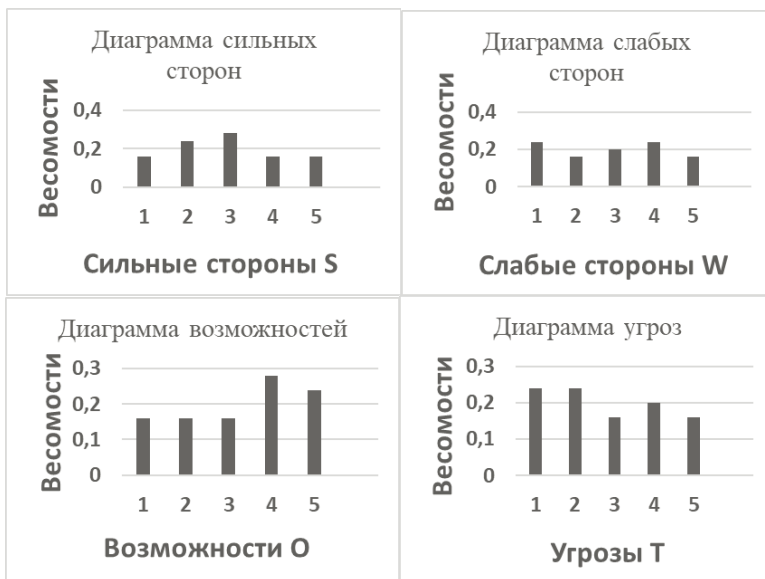 Диаграмма сильных
сторон
Весомости
0,4
0,2
0
1 2 3 4 5
Сильные стороны S
Диаграмма слабых
сторон
Весомости
0,4
0,2
0
1 2 3 4 5
Слабые стороны W
Диаграмма возможностей
Весомости
0,3
0,2
0,1
0
1 2 3 4 5
Возможности O
Диаграмма угроз
Весомости
0,3
0,2
0,1
0
1 2 3 4 5
Угрозы T